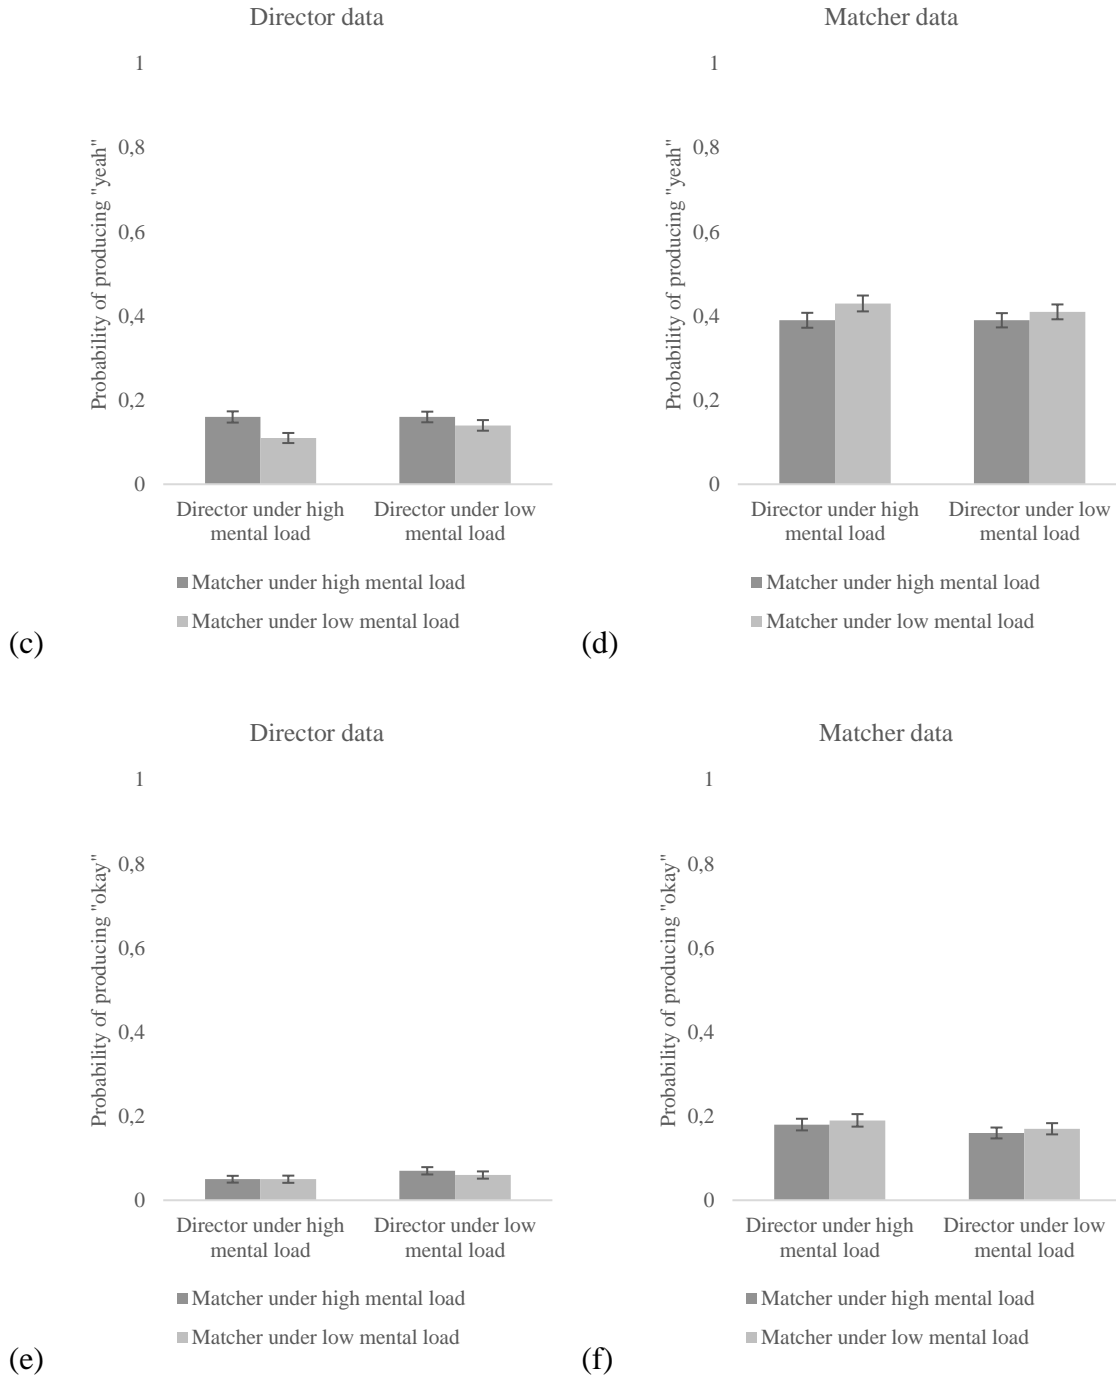 Director data
Probability of producing "yeah"
1
0,8
0,6
0,4
0,2
0
Director under high
mental load
Director under low
mental load
Matcher under high mental load
Matcher under low mental load
(c)
Matcher data
Probability of producing "yeah"
1
0,8
0,6
0,4
0,2
0
Director under high
mental load
Director under low
mental load
Matcher under high mental load
Matcher under low mental load
(d)
Director data
Probability of producing "okay"
1
0,8
0,6
0,4
0,2
0
Director under high
mental load
Director under low
mental load
Matcher under high mental load
Matcher under low mental load
(e)
Matcher data
Probability of producing "okay"
1
0,8
0,6
0,4
0,2
0
Director under high
mental load
Director under low
mental load
Matcher under high mental load
Matcher under low mental load
(f)